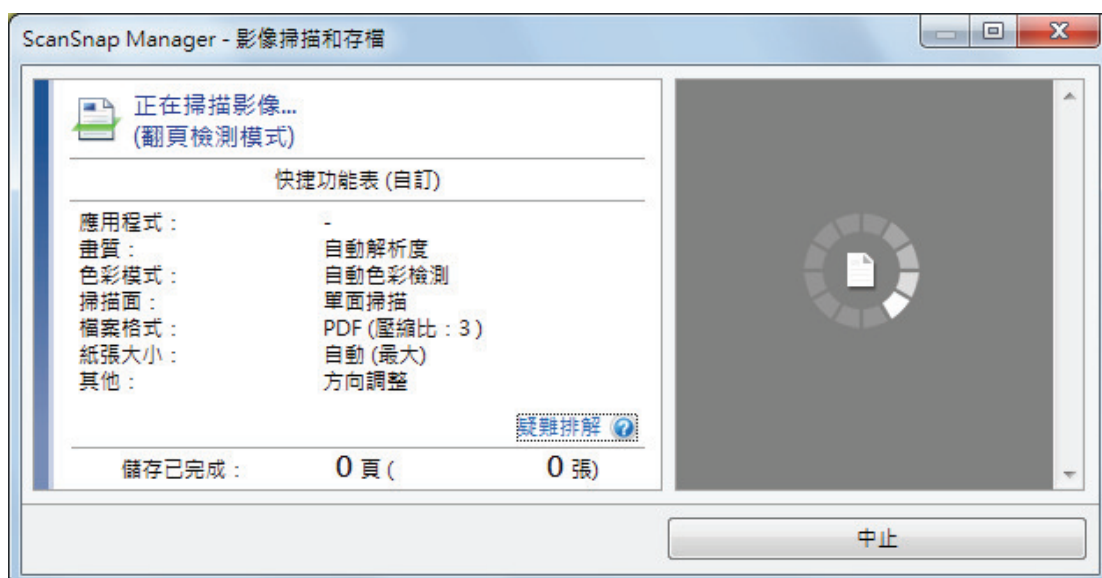 ScanSnap Manager - 影像掃描和存檔
正在掃描影像...
(翻頁檢測模式)
快捷功能表 (自訂)
應用程式： -
畫質： 自動解析度
色彩模式： 自動色彩檢測
掃描面： 單面掃描
檔案格式： PDF (壓縮比：3)
紙張大小： 自動 (最大)
其他： 方向調整
疑難排解
儲存已完成： 0 頁 ( 0 張)
中止